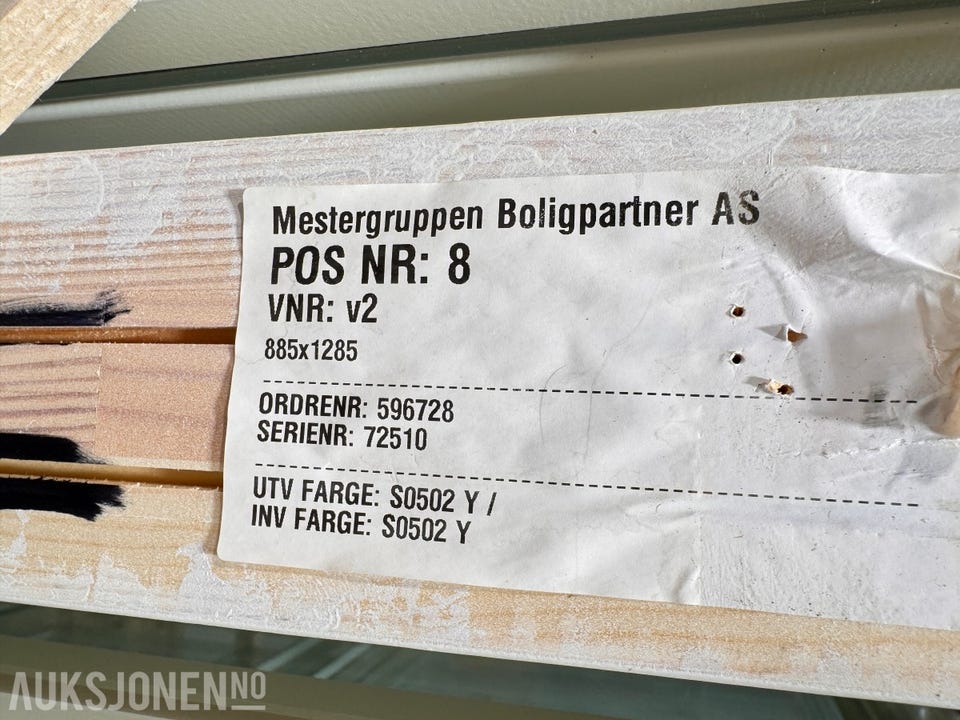 Mestergruppen Boligpartner AS
POS NR: 8
VNR: v2
885x1285
ORDRENR: 596728
SERIENR: 72510
UTV FARGE: S0502 Y /
INV FARGE: S0502 Y
AUKSJONEN NO